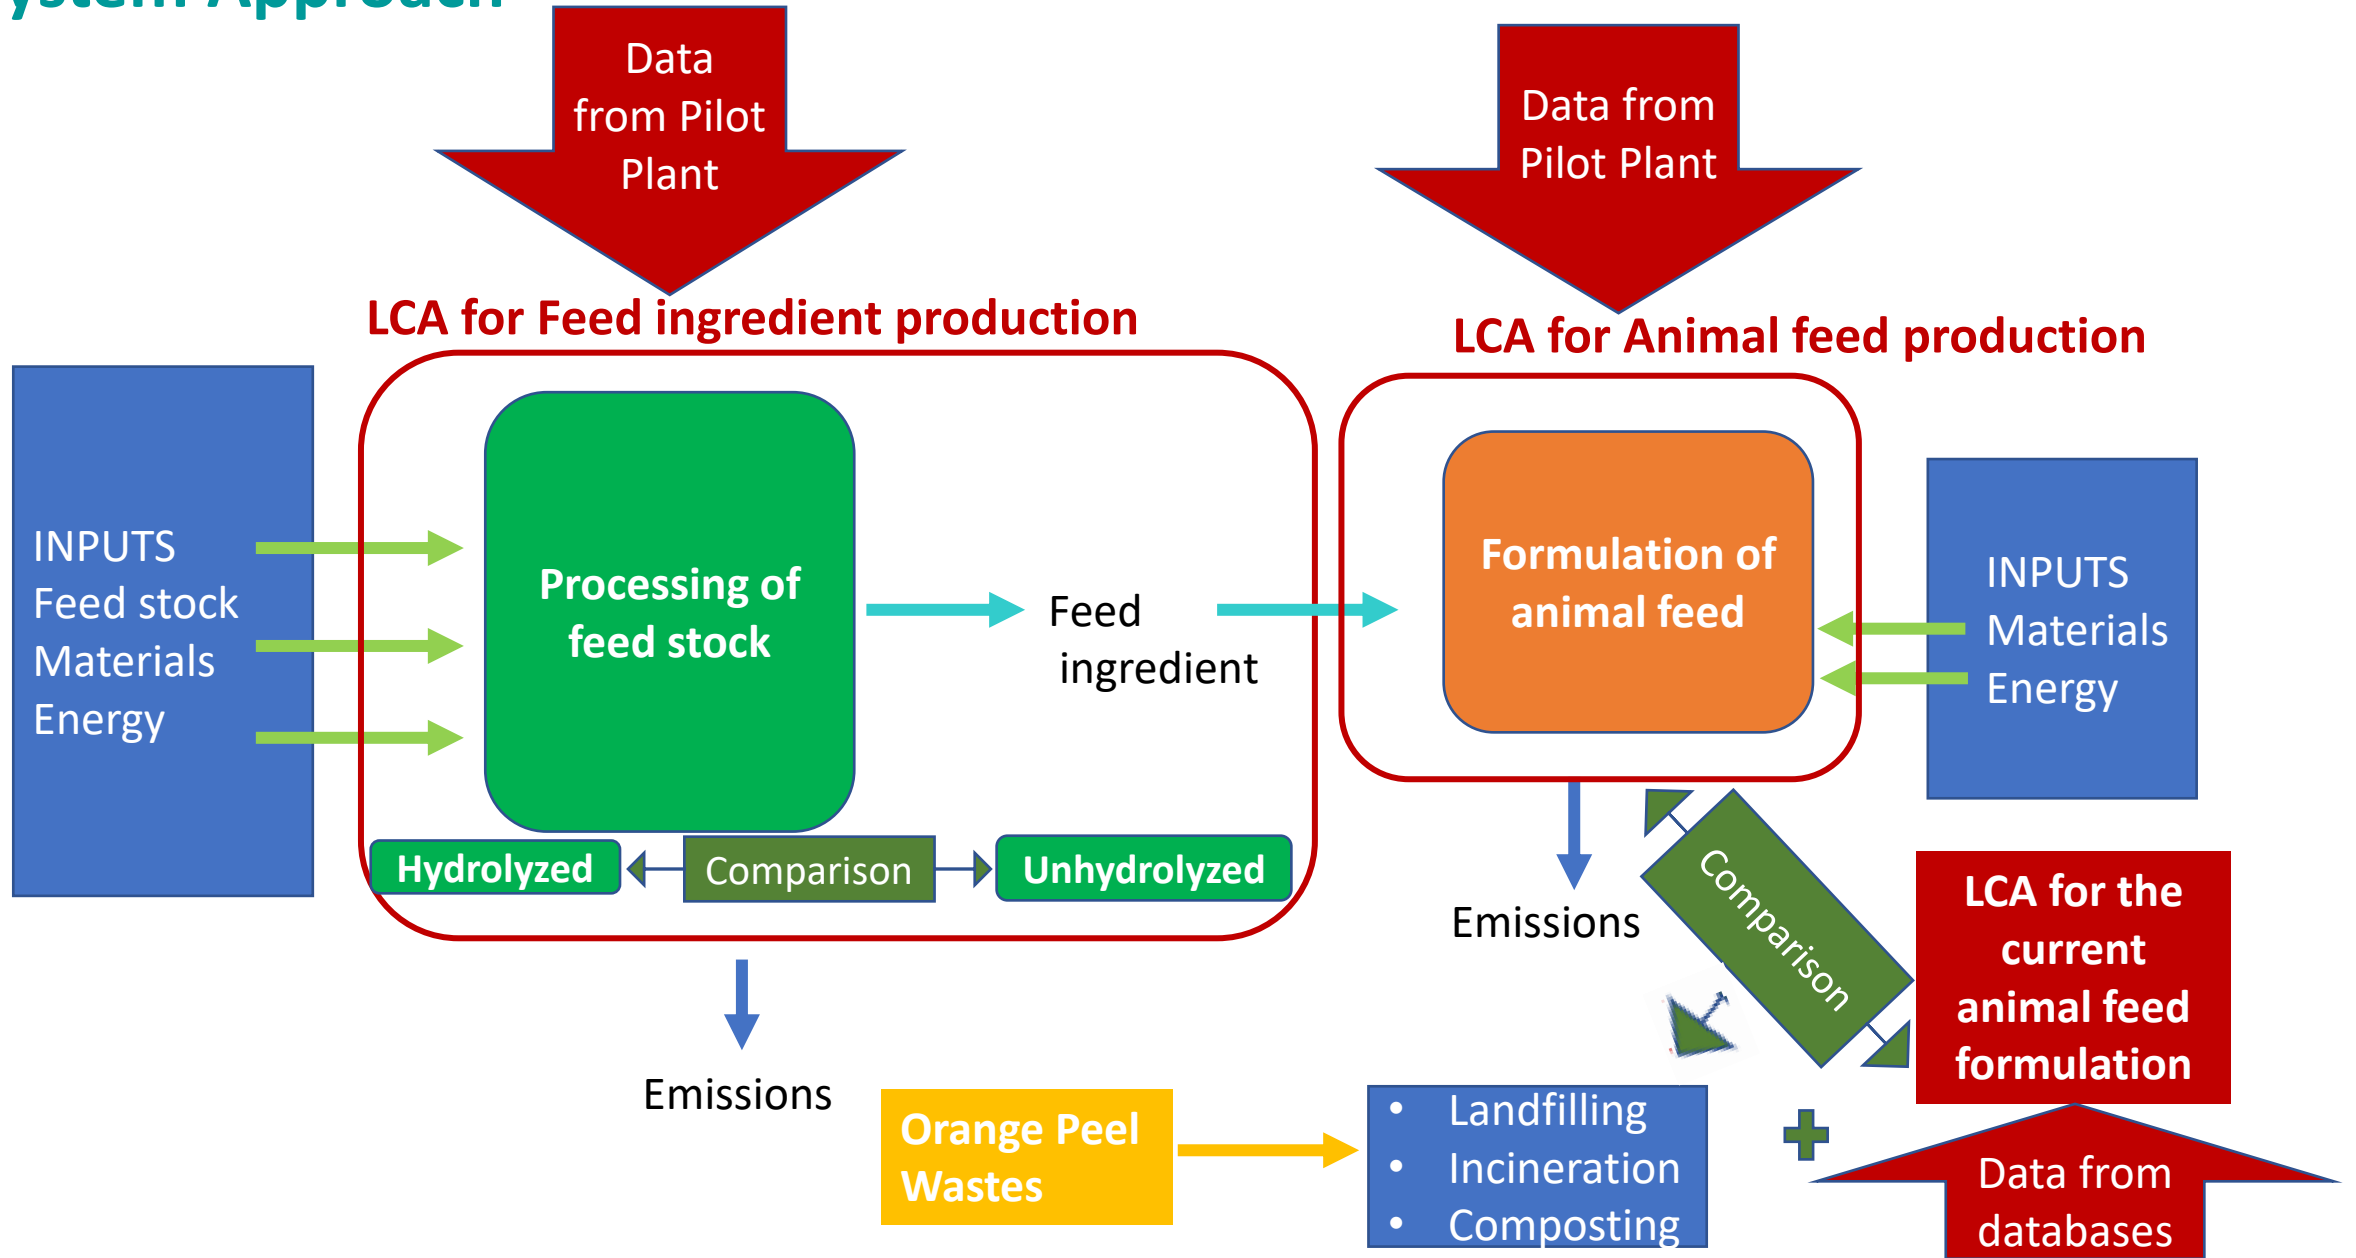 ystem Approach
Data
from Pilot
Plant
Data from
Pilot Plant
LCA for Feed ingredient production
LCA for Animal feed production
INPUTS
Feed stock
Materials
Energy
Processing of
feed stock
Feed
ingredient
Formulation of
animal feed
INPUTS
Materials
Energy
Hydrolyzed
Comparison
Unhydrolyzed
Emissions
Emissions
Comparison
LCA for the
current
animal feed
formulation
Orange Peel
Wastes
• Landfilling
• Incineration
• Composting
Data from
databases